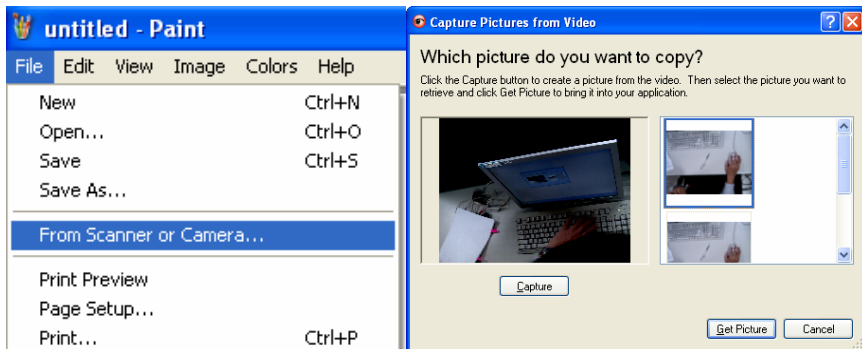 untitled - Paint
File Edit View Image Colors Help
New Ctrl+N
Open... Ctrl+O
Save Ctrl+S
Save As...
From Scanner or Camera...
Print Preview
Page Setup...
Print... Ctrl+P
Capture Pictures from Video
Which picture do you want to copy?
Click the Capture button to create a picture from the video. Then select the picture you want to
retrieve and click Get Picture to bring it into your application.
Capture
Get Picture Cancel